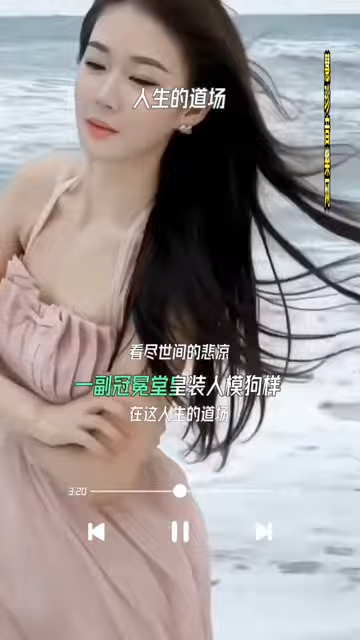 人生的道场
看尽世间的悲凉
一副冠冕堂皇装人模狗样
在这人生的道场
3:20